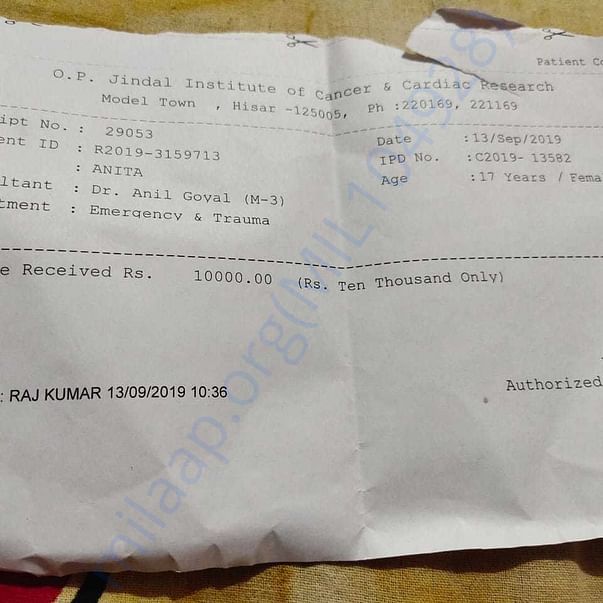 Patient Co
O.P. Jindal Institute of Cancer & Cardiac Research
Model Town , Hisar -125005, Ph :220169, 221169
ipt No. : 29053
Date :13/Sep/2019
ent ID : R2019-3159713
IPD No. :C2019- 13582
: ANITA
Age :17 Years / Fema
ltant : Dr. Anil Goyal (M-3)
tment : Emergency & Trauma
e Received Rs. 10000.00 (Rs. Ten Thousand Only)
: RAJ KUMAR 13/09/2019 10:36
Authorized